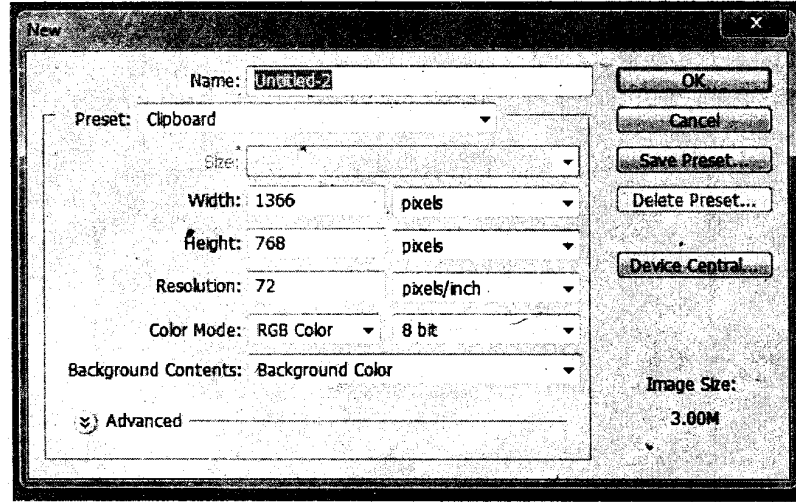 New
x
Name: Untitled-2
OK
Preset: Clipboard
Cancel
Size:
Save Preset...
Width: 1366 pixels
Delete Preset...
Height: 768 pixels
Device Central...
Resolution: 72 pixels/inch
Color Mode: RGB Color 8 bit
Background Contents: Background Color
Image Size:
3.00M
Advanced